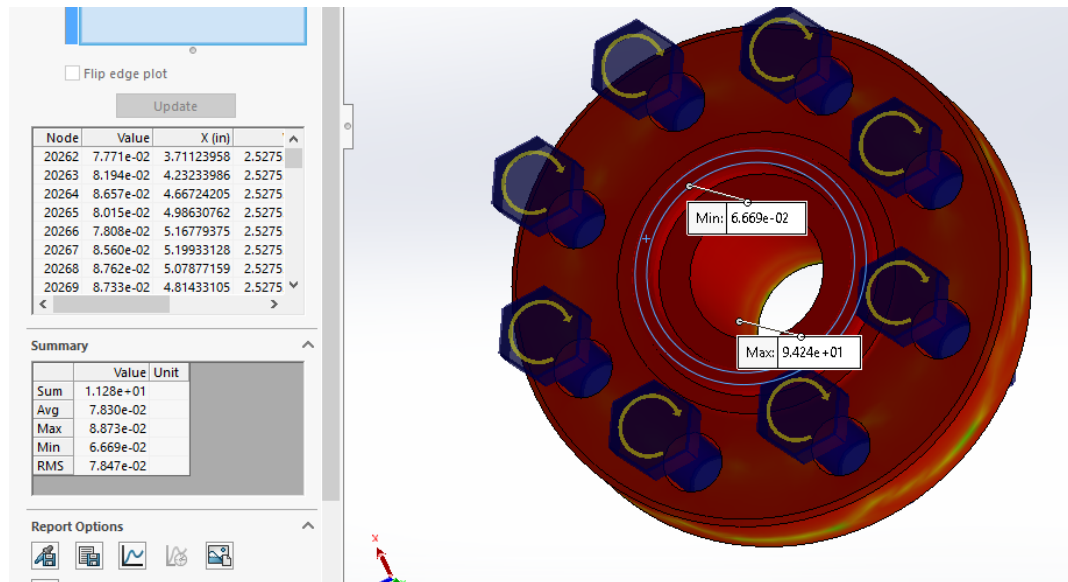 Flip edge plot
Update
Node Value X (in)
20262 7.771e-02 3.71123958 2.5275
20263 8.194e-02 4.23233986 2.5275
20264 8.657e-02 4.66724205 2.5275
20265 8.015e-02 4.98630762 2.5275
20266 7.808e-02 5.16779375 2.5275
20267 8.560e-02 5.19933128 2.5275
20268 8.762e-02 5.07877159 2.5275
20269 8.733e-02 4.81433105 2.5275
Summary
Value Unit
Sum 1.128e+01
Avg 7.830e-02
Max 8.873e-02
Min 6.669e-02
RMS 7.847e-02
Report Options
Min: 6.669e-02
Max: 9.424e+01
x